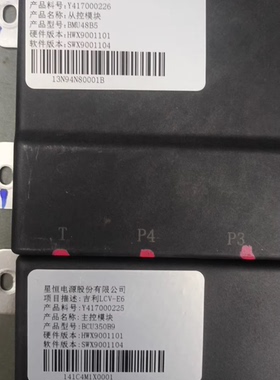 产品料号: Y417000226
产品名称: 从控模块
产品型号: BMU48B5
硬件版本: HWX9001101
软件版本: SWX9001104
13N94N80001B
T P4 P3
星恒电源股份有限公司
项目描述: 吉利LCV-E6
产品料号: Y417000225
产品名称: 主控模块
产品型号: BCU350B9
硬件版本: HWX9001101
软件版本: SWX9001104
141C4M1X0001